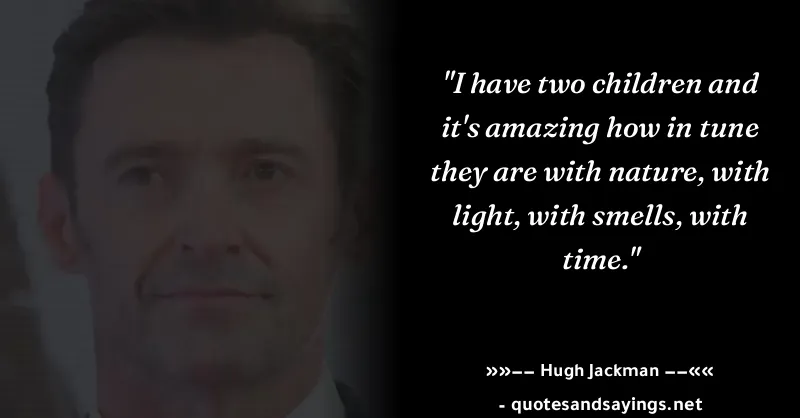 "I have two children and
it's amazing how in tune
they are with nature, with
light, with smells, with
time."
»»−− Hugh Jackman −−««
- quotesandsayings.net